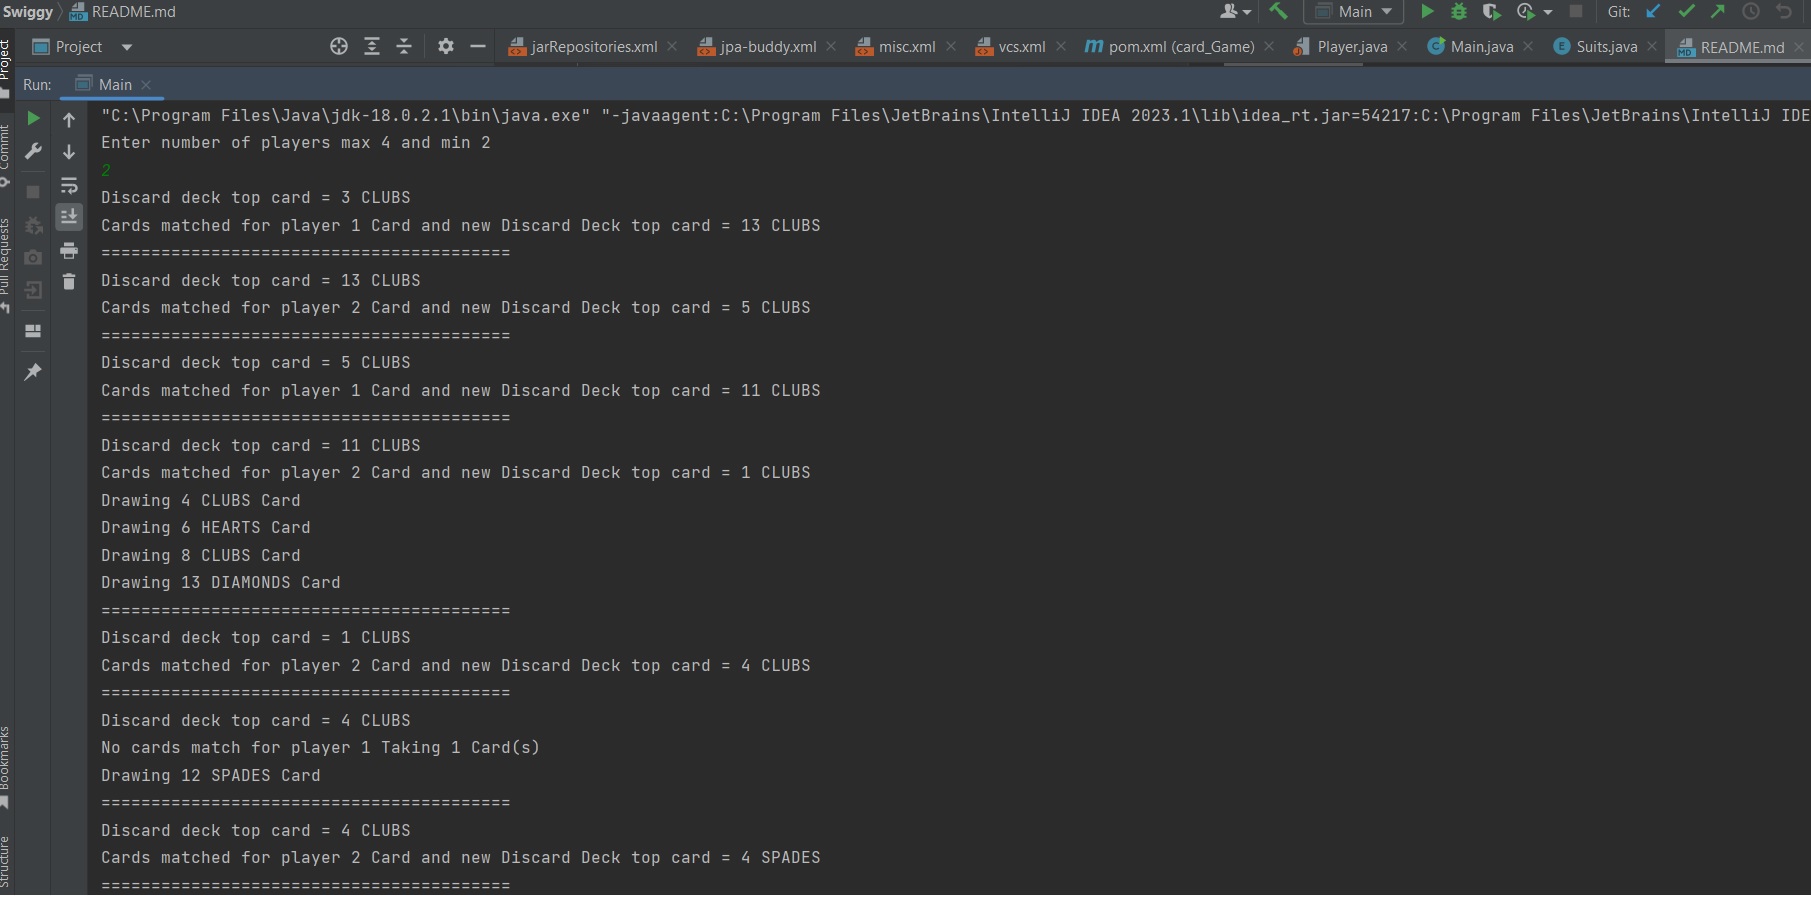 Swiggy README.md Main Git:
Project jarRepositories.xml jpa-buddy.xml misc.xml vcs.xml pom.xml (card_Game) Player.java Main.java Suits.java README.md
Run: Main
Project
Commit
Pull Requests
Bookmarks
Structure
"C:\Program Files\Java\jdk-18.0.2.1\bin\java.exe" "-javaagent:C:\Program Files\JetBrains\IntelliJ IDEA 2023.1\lib\idea_rt.jar=54217:C:\Program Files\JetBrains\IntelliJ IDE
Enter number of players max 4 and min 2
2
Discard deck top card = 3 CLUBS
Cards matched for player 1 Card and new Discard Deck top card = 13 CLUBS
=========================================
Discard deck top card = 13 CLUBS
Cards matched for player 2 Card and new Discard Deck top card = 5 CLUBS
=========================================
Discard deck top card = 5 CLUBS
Cards matched for player 1 Card and new Discard Deck top card = 11 CLUBS
=========================================
Discard deck top card = 11 CLUBS
Cards matched for player 2 Card and new Discard Deck top card = 1 CLUBS
Drawing 4 CLUBS Card
Drawing 6 HEARTS Card
Drawing 8 CLUBS Card
Drawing 13 DIAMONDS Card
=========================================
Discard deck top card = 1 CLUBS
Cards matched for player 2 Card and new Discard Deck top card = 4 CLUBS
=========================================
Discard deck top card = 4 CLUBS
No cards match for player 1 Taking 1 Card(s)
Drawing 12 SPADES Card
=========================================
Discard deck top card = 4 CLUBS
Cards matched for player 2 Card and new Discard Deck top card = 4 SPADES
=========================================